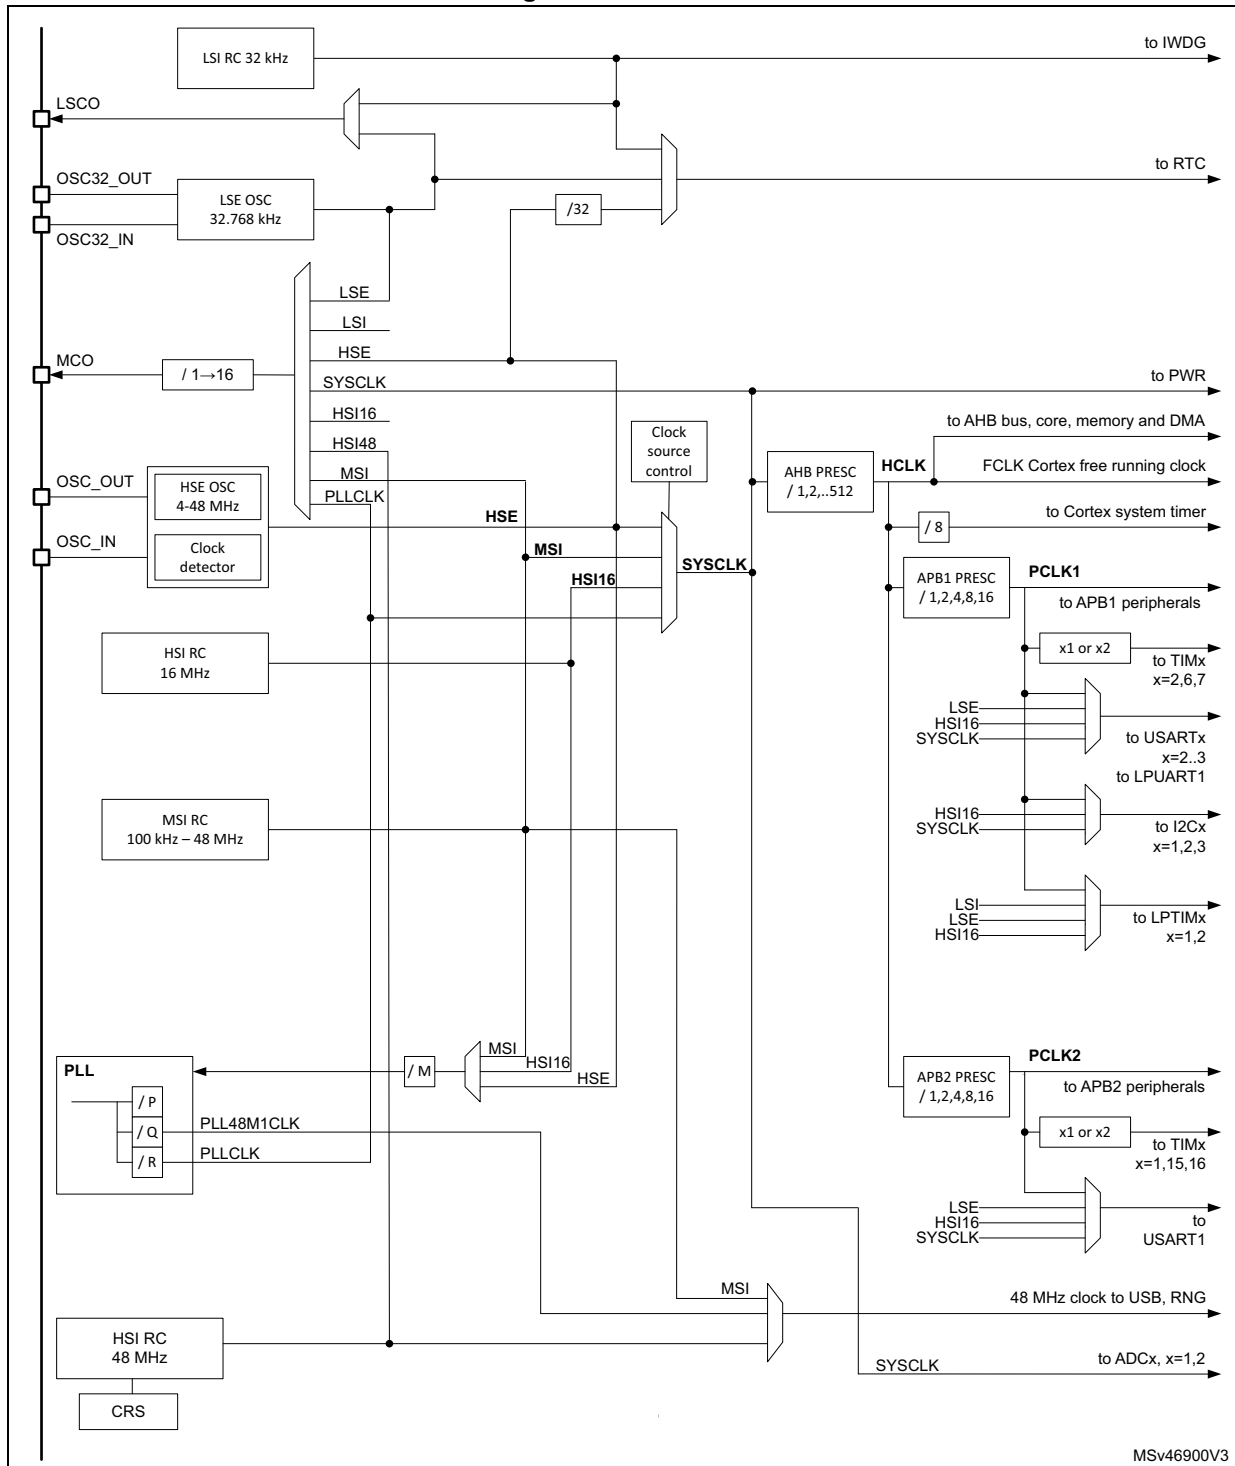 LSI RC 32 kHz
to IWDG
LSCO
to RTC
OSC32_OUT
LSE OSC
32.768 kHz
/32
OSC32_IN
LSE
LSI
MCO
/ 1→16
HSE
SYSCLK
to PWR
HSI16
to AHB bus, core, memory and DMA
Clock
source
control
HSI48
AHB PRESC
/ 1,2,..512
HCLK
FCLK Cortex free running clock
MSI
OSC_OUT
HSE OSC
4-48 MHz
PLLCLK
HSE
/ 8
to Cortex system timer
OSC_IN
Clock
detector
MSI
SYSCLK
HSI16
APB1 PRESC
/ 1,2,4,8,16
PCLK1
to APB1 peripherals
HSI RC
16 MHz
x1 or x2
to TIMx
x=2,6,7
LSE
HSI16
SYSCLK
to USARTx
x=2..3
to LPUART1
MSI RC
100 kHz – 48 MHz
HSI16
SYSCLK
to I2Cx
x=1,2,3
LSI
LSE
HSI16
to LPTIMx
x=1,2
PLL
/ M
MSI
HSI16
HSE
APB2 PRESC
/ 1,2,4,8,16
PCLK2
to APB2 peripherals
/ P
/ Q
PLL48M1CLK
/ R
PLLCLK
x1 or x2
to TIMx
x=1,15,16
LSE
HSI16
SYSCLK
to
USART1
MSI
48 MHz clock to USB, RNG
HSI RC
48 MHz
SYSCLK
to ADCx, x=1,2
CRS
MSv46900V3